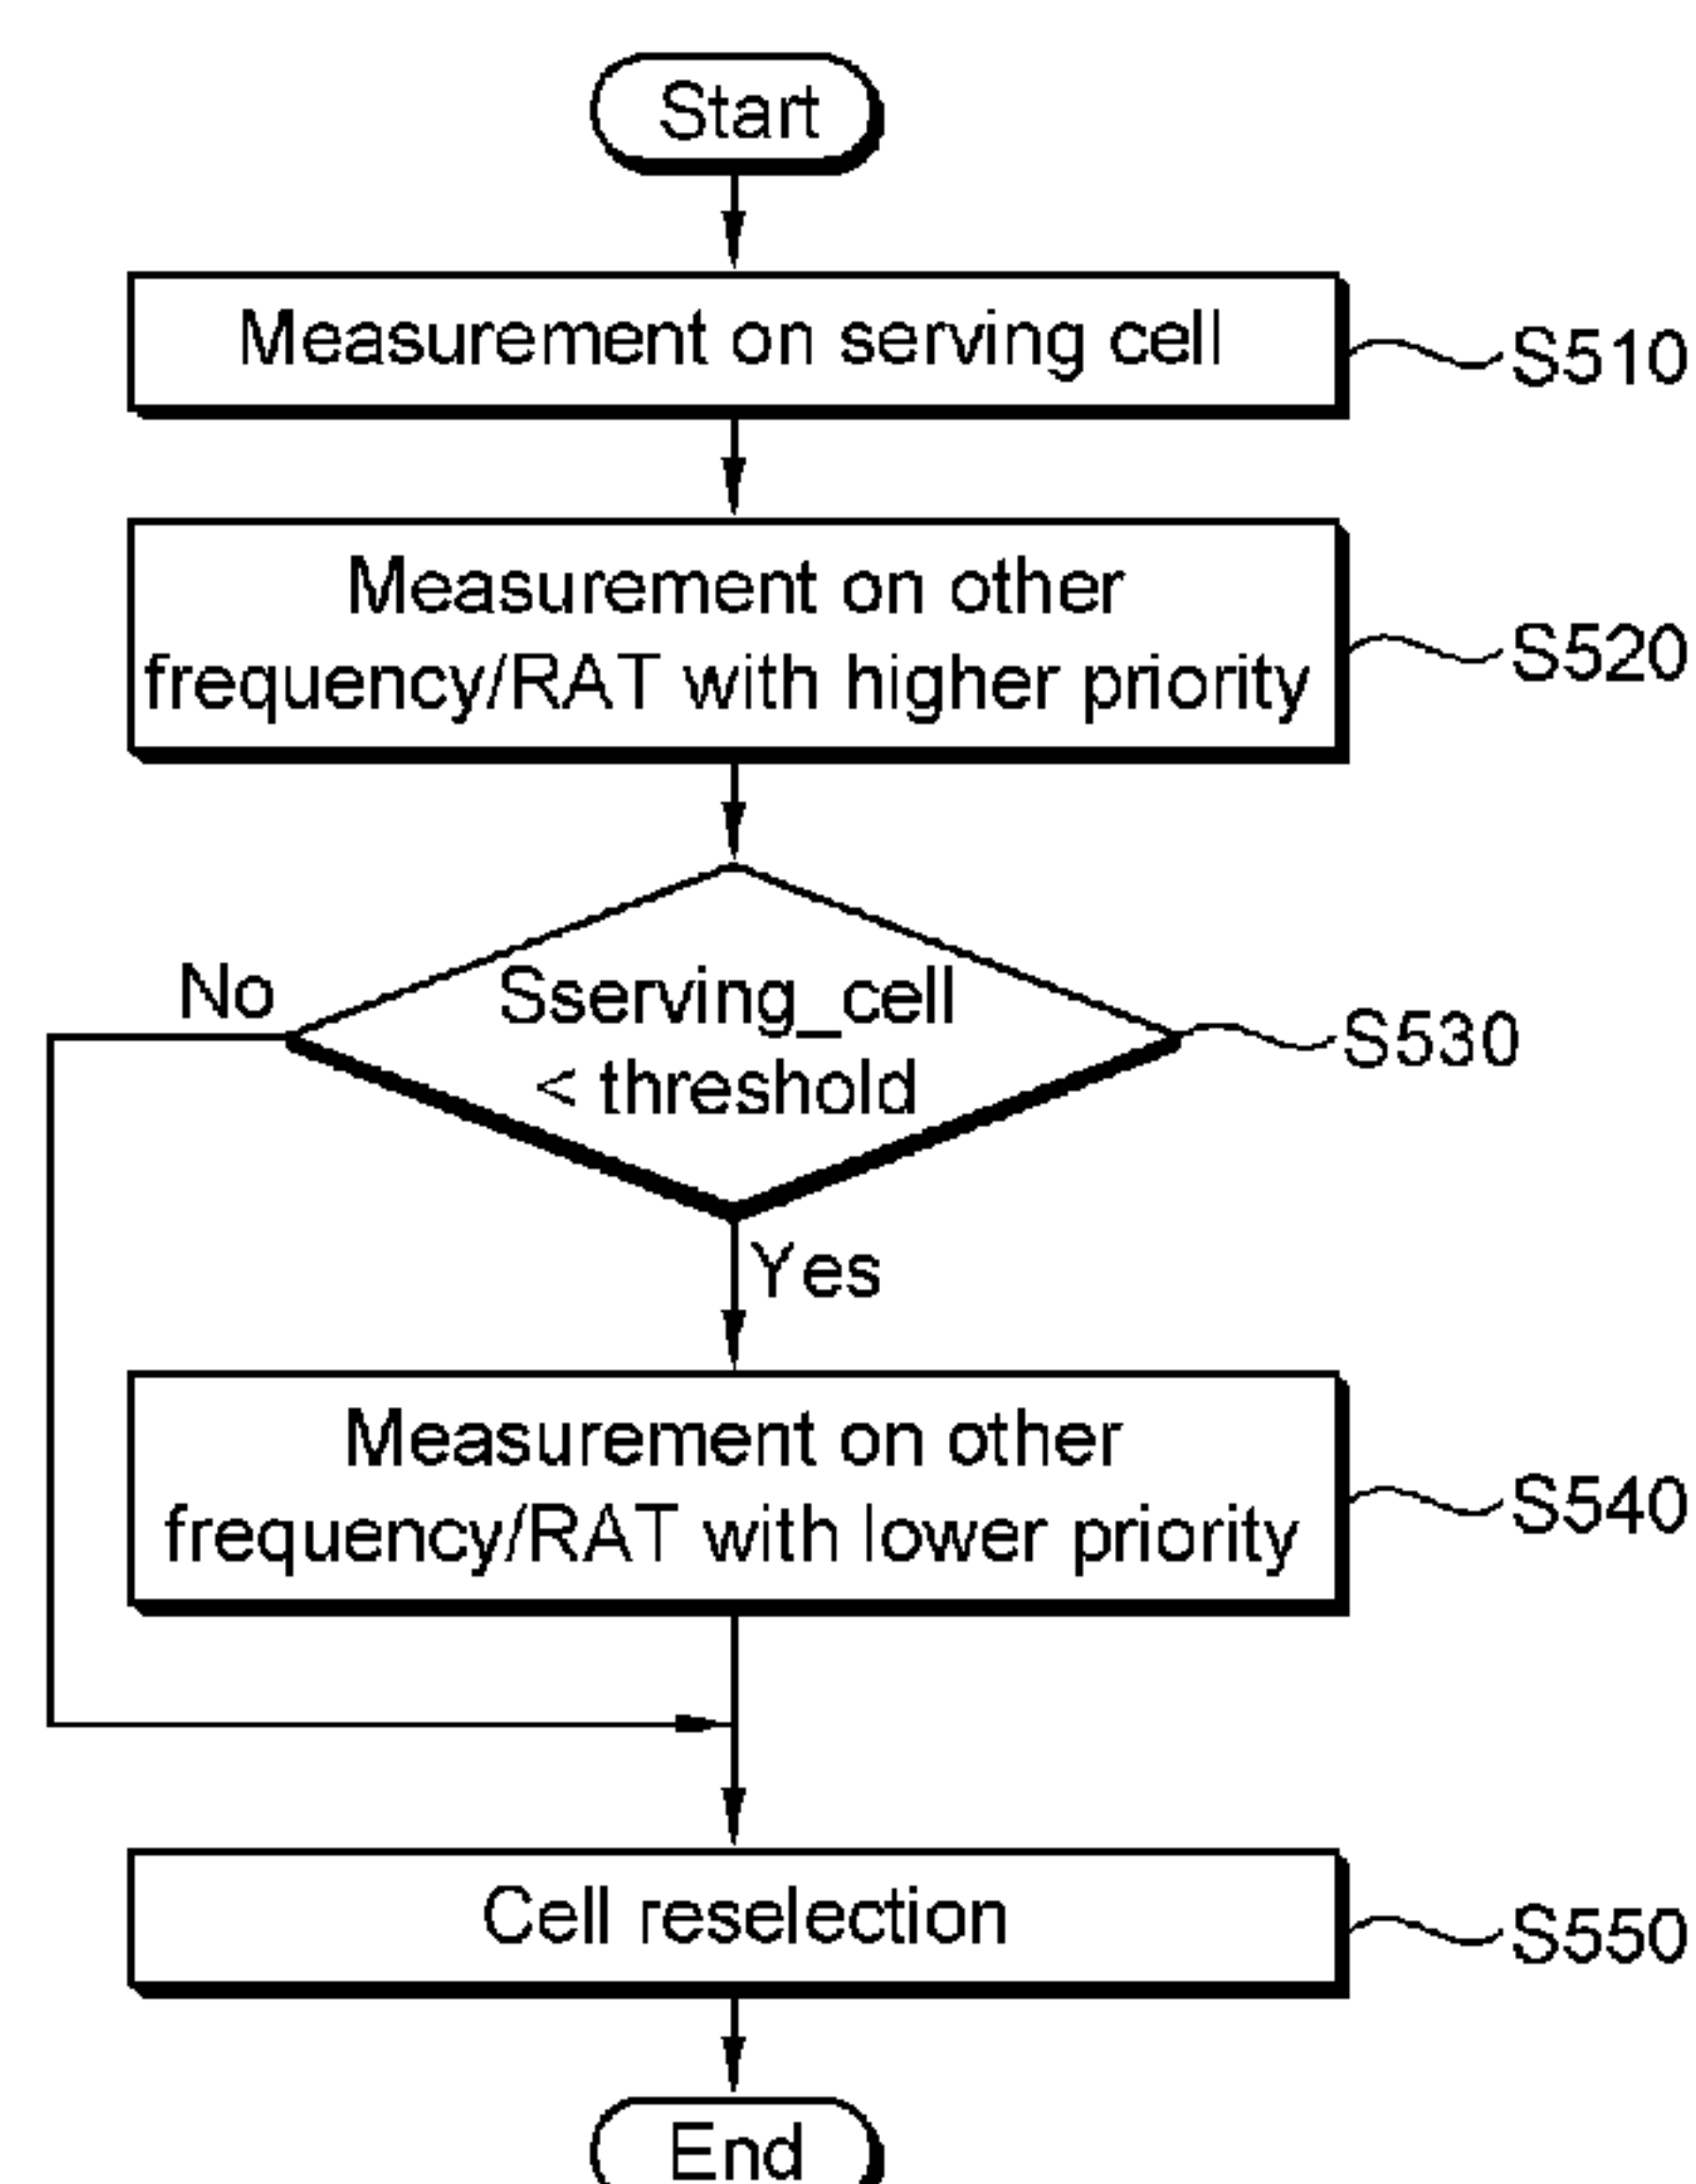 Start
Measurement on serving cell
S510
Measurement on other
frequency/RAT with higher priority
S520
No
Sserving_cell
< threshold
S530
Yes
Measurement on other
frequency/RAT with lower priority
S540
Cell reselection
S550
End